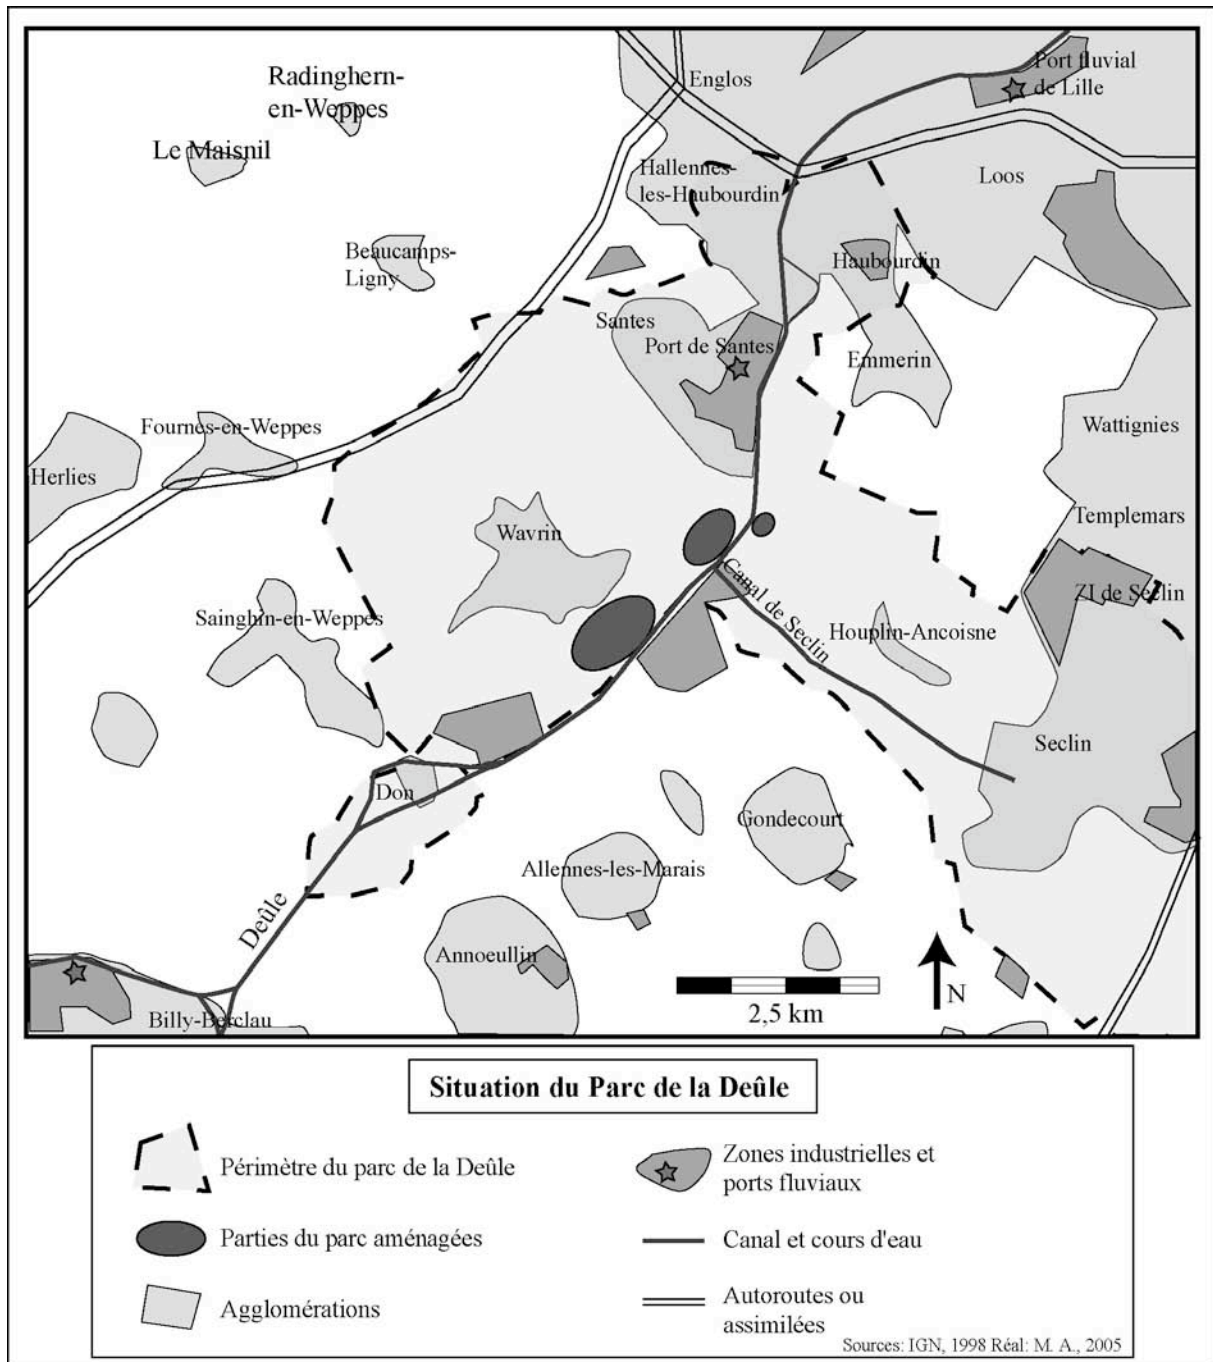 Radinghern-
en-Weppes
Le Maisnil
Englos
Port fluvial
de Lille
Hallennes-
les-Haubourdin
Loos
Beaucamps-
Ligny
Haubourdin
Santes
Port de Santes
Emmerin
Fournes-en-Weppes
Herlies
Wattignies
Wavrin
Templemars
Canal de Seclin
ZI de Seclin
Sainghin-en-Weppes
Houplin-Ancoisne
Seclin
Don
Gondecourt
Allennes-les-Marais
Deûle
Annoeullin
N
2,5 km
Billy-Berclau
Situation du Parc de la Deûle
Périmètre du parc de la Deûle
Parties du parc aménagées
Agglomérations
Zones industrielles et
ports fluviaux
Canal et cours d'eau
Autoroutes ou
assimilées
Sources: IGN, 1998 Réal: M. A., 2005